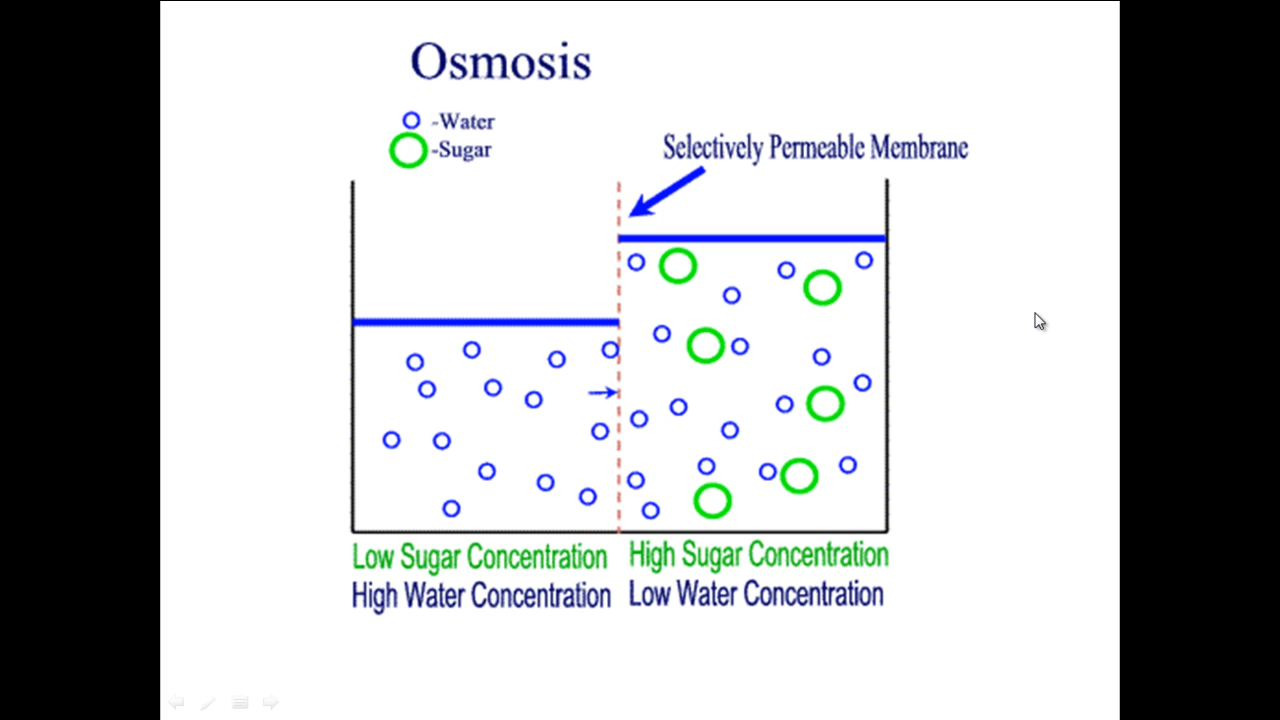 Osmosis
-Water
-Sugar
Selectively Permeable Membrane
Low Sugar Concentration
High Water Concentration
High Sugar Concentration
Low Water Concentration